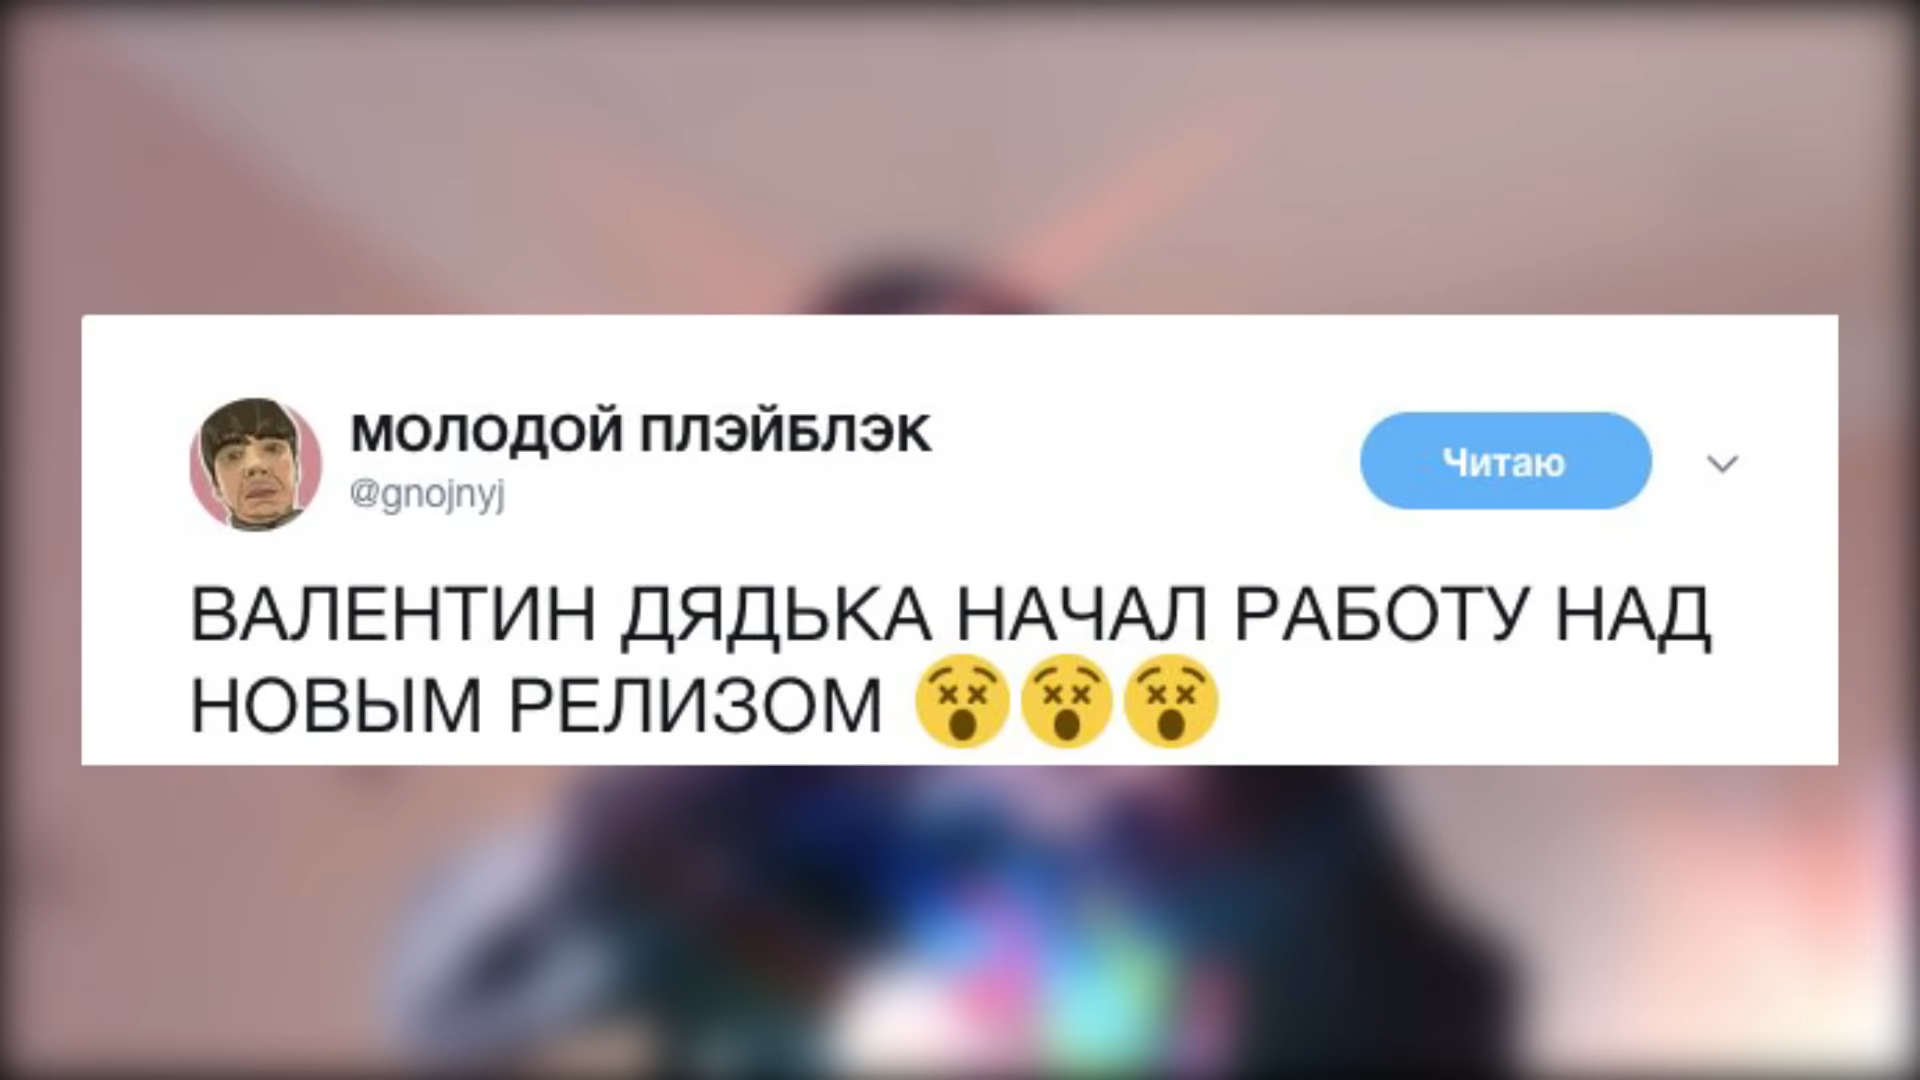 МОЛОДОЙ ПЛЭЙБЛЭК
@gnojnyj
Читаю
ВАЛЕНТИН ДЯДЬКА НАЧАЛ РАБОТУ НАД
НОВЫМ РЕЛИЗОМ 😵😵😵